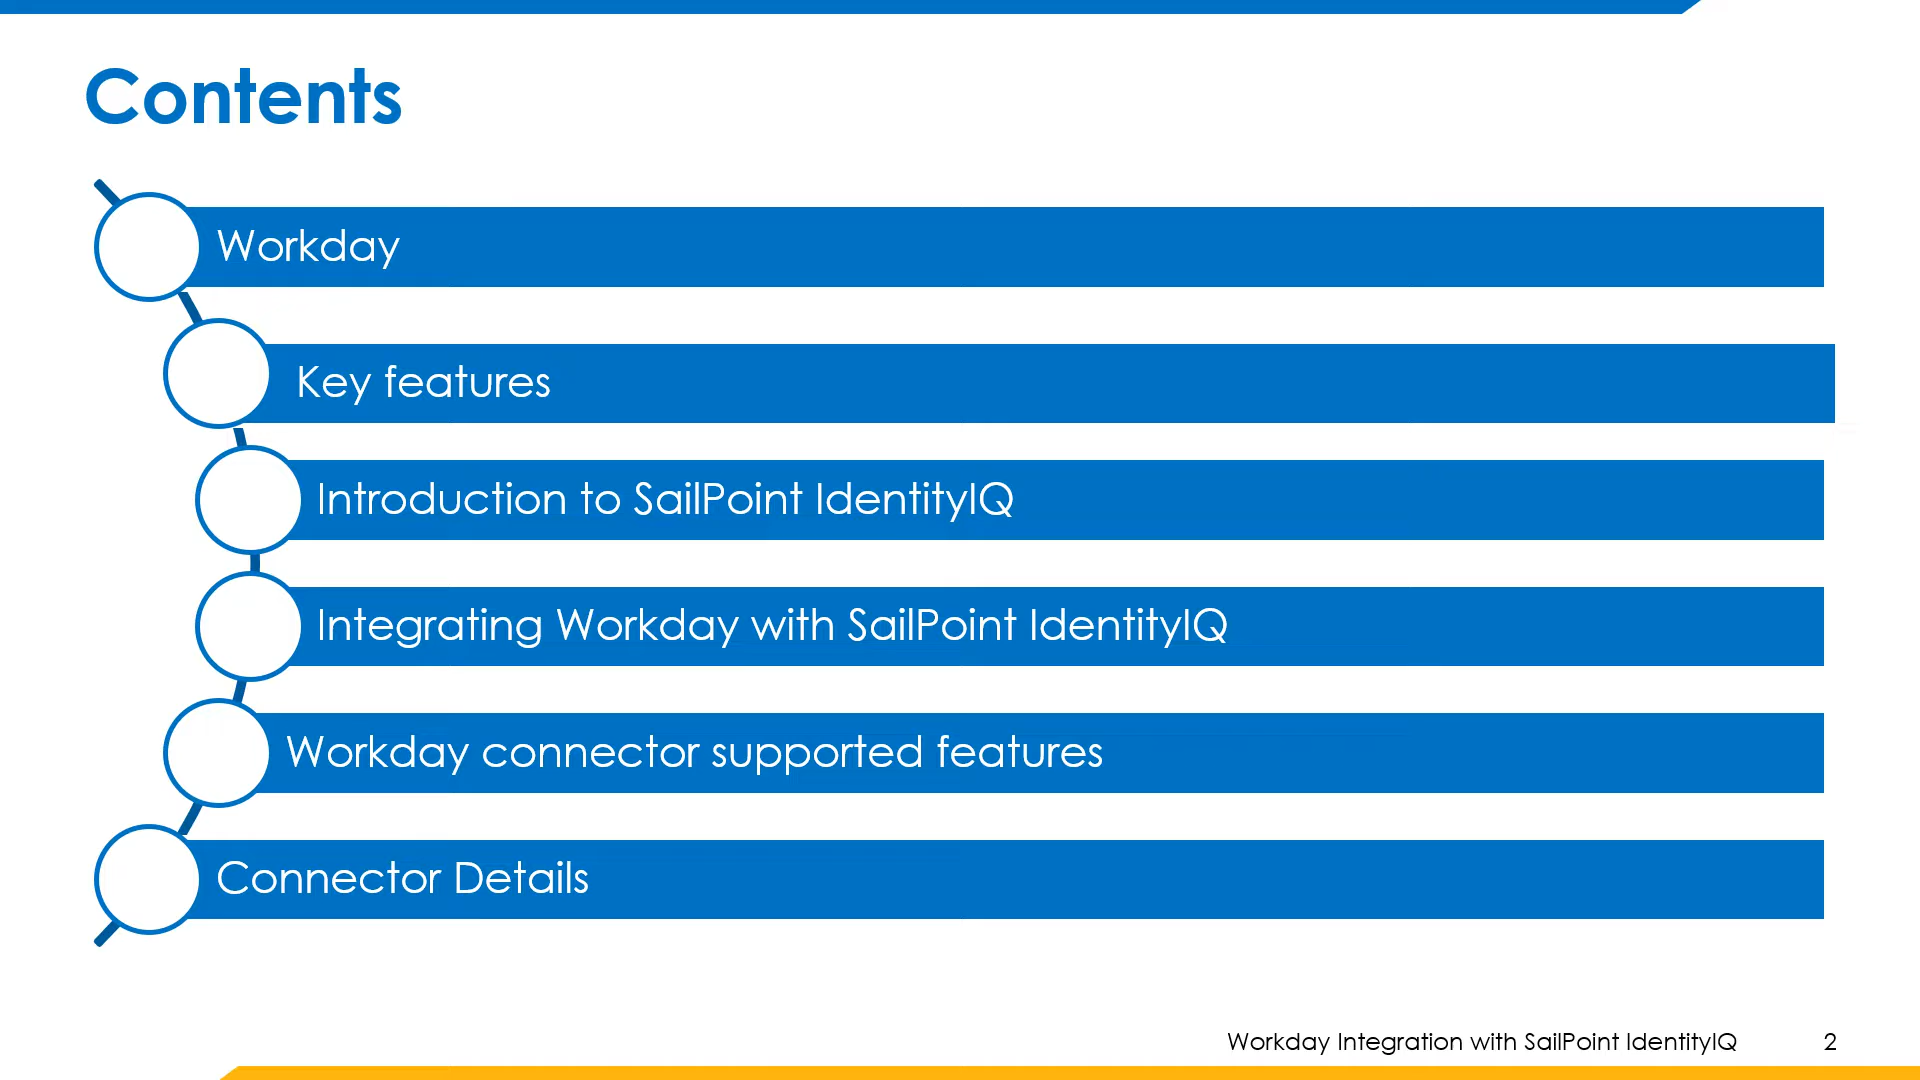 Contents
Workday
Key features
Introduction to SailPoint IdentityIQ
Integrating Workday with SailPoint IdentityIQ
Workday connector supported features
Connector Details
Workday Integration with SailPoint IdentityIQ 2